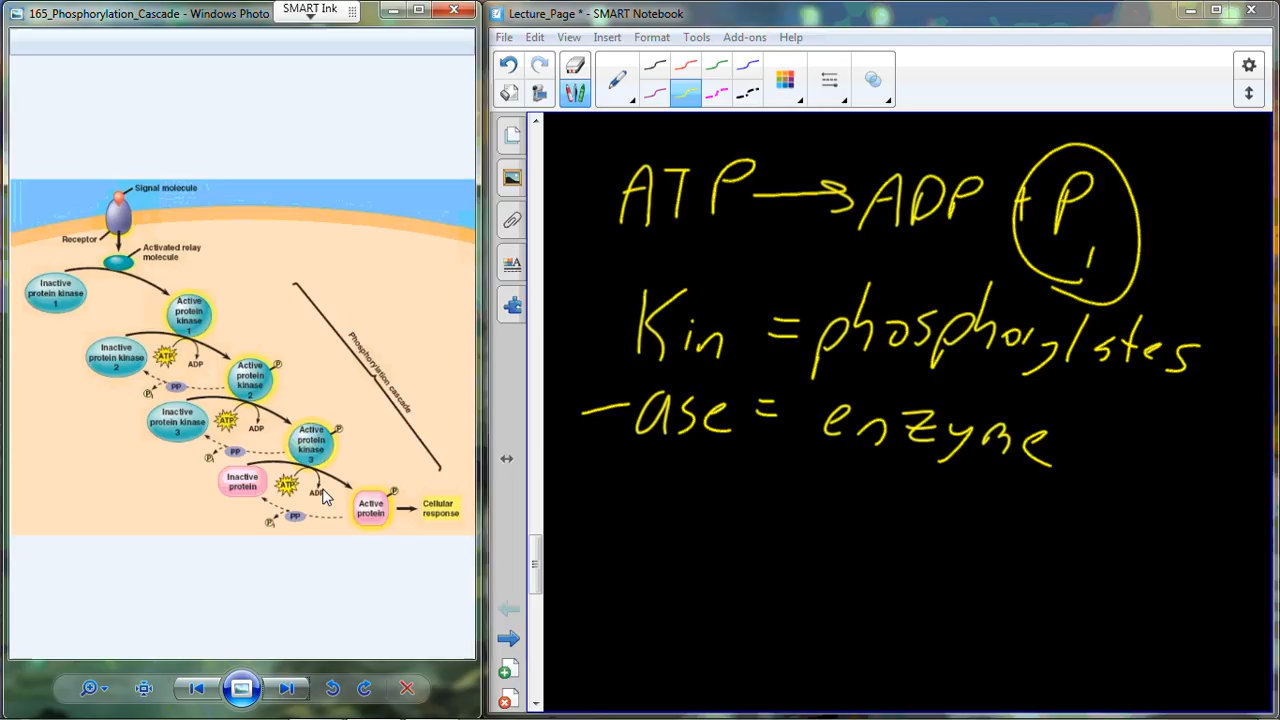 165_Phosphorylation_Cascade - Windows Photo
SMART Ink
Signal molecule
Receptor
Activated relay
molecule
Inactive
protein kinase
1
Active
protein
kinase
1
Inactive
protein kinase
2
ATP
ADP
Active
protein
kinase
2
P
PP
Pi
Phosphorylation cascade
Inactive
protein kinase
3
ATP
ADP
Active
protein
kinase
3
P
PP
Pi
Inactive
protein
ATP
ADP
Active
protein
P
PP
Pi
Cellular
response
Lecture_Page * - SMART Notebook
File Edit View Insert Format Tools Add-ons Help
ATP → ADP + Pi
Kin = phosphorylates
-ase = enzyme